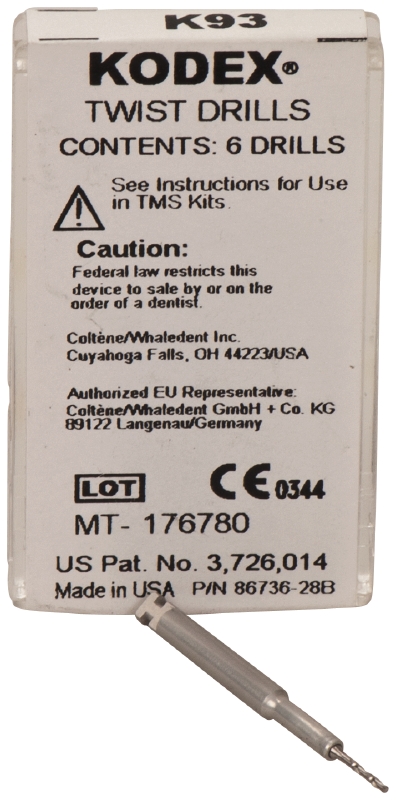 K93
KODEX®
TWIST DRILLS
CONTENTS: 6 DRILLS
See Instructions for Use
in TMS Kits.
Caution:
Federal law restricts this
device to sale by or on the
order of a dentist.
Coltène/Whaledent Inc.
Cuyahoga Falls, OH 44223/USA
Authorized EU Representative:
Coltène/Whaledent GmbH + Co. KG
89122 Langenau/Germany
LOT CE 0344
MT- 176780
US Pat. No. 3,726,014
Made in USA P/N 86736-28B